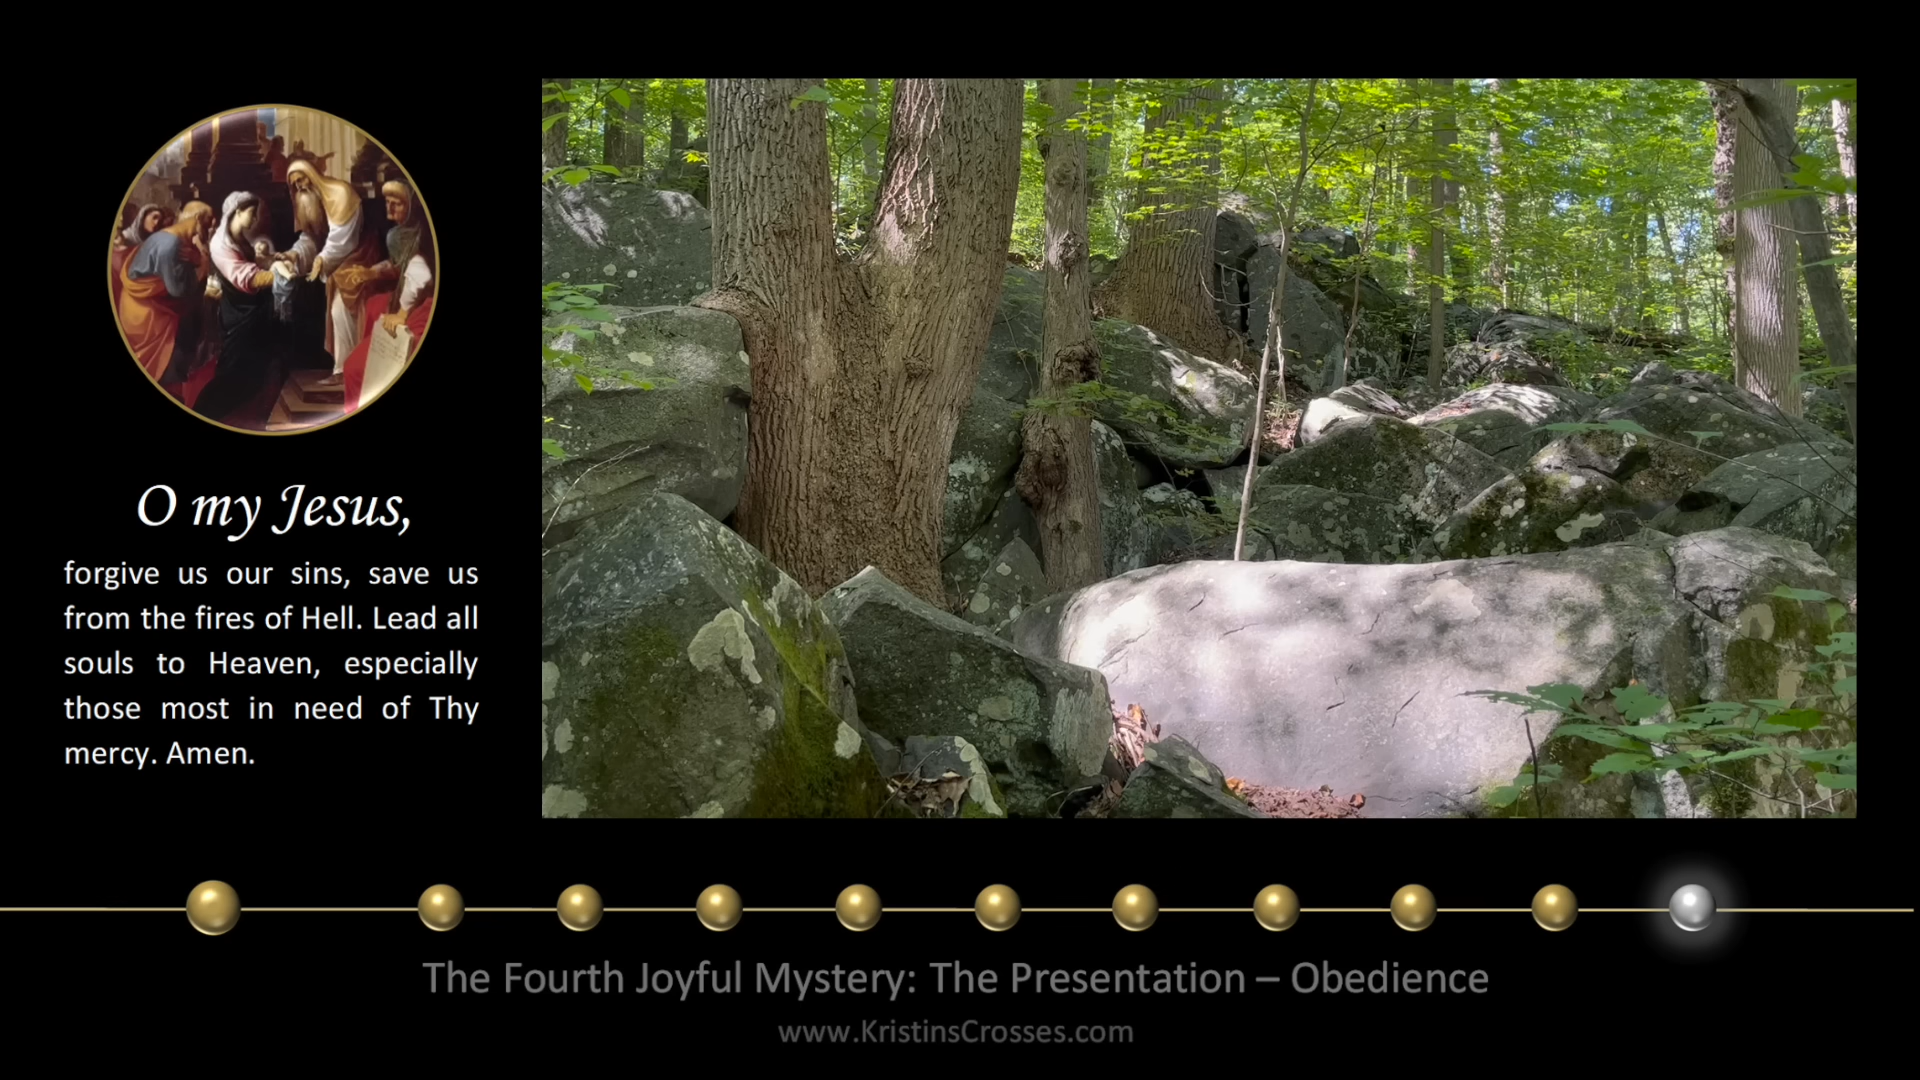 O my Jesus,
forgive us our sins, save us
from the fires of Hell. Lead all
souls to Heaven, especially
those most in need of Thy
mercy. Amen.
The Fourth Joyful Mystery: The Presentation – Obedience
www.KristinsCrosses.com